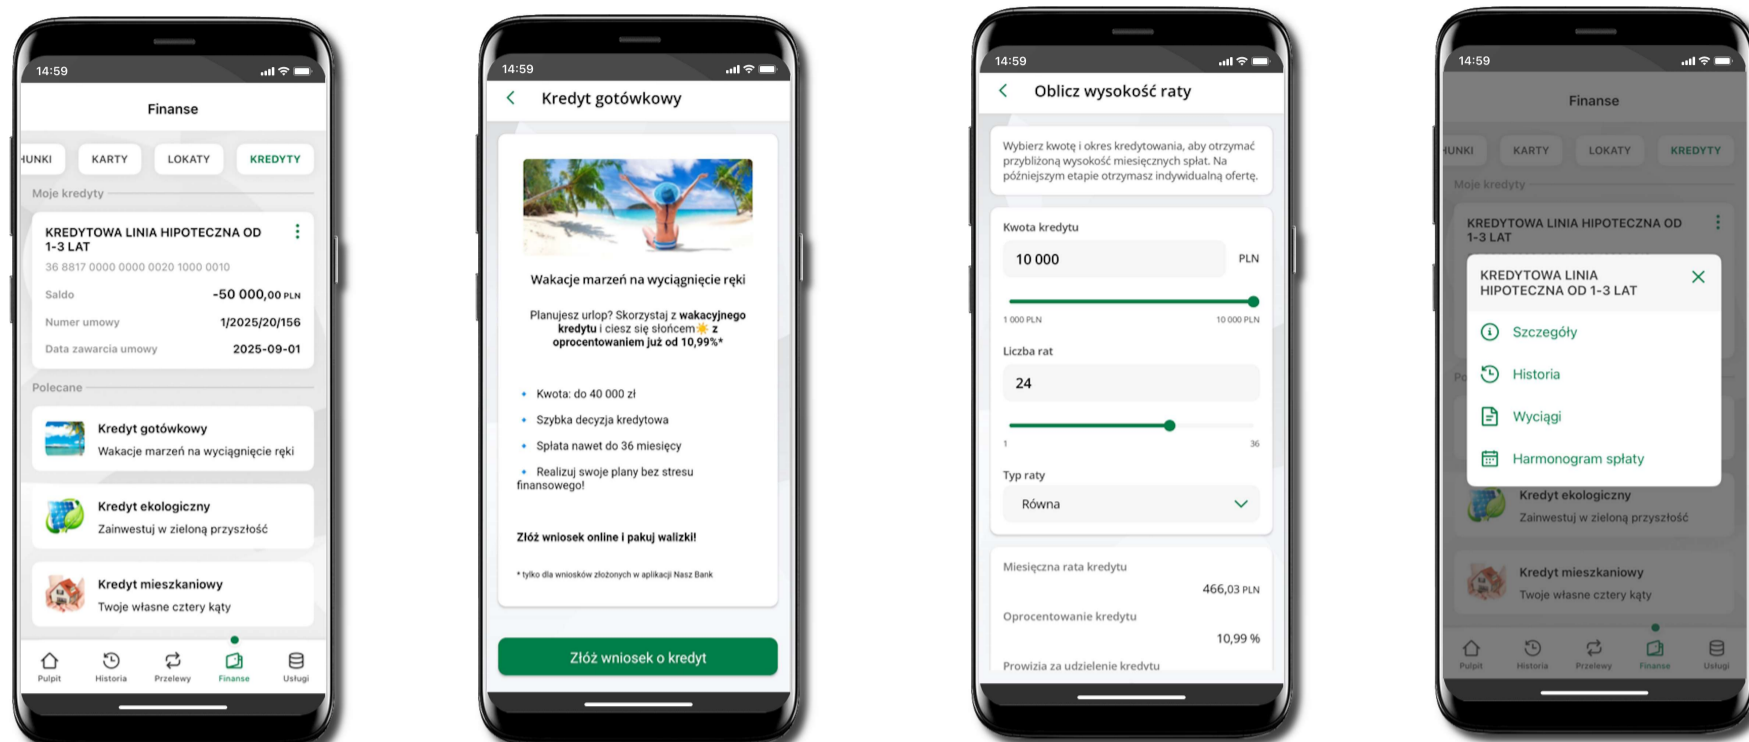 14:59
Finanse
HUNKI KARTY LOKATY KREDYTY
Moje kredyty
KREDYTOWA LINIA HIPOTECZNA OD
1-3 LAT
36 8817 0000 0000 0020 1000 0010
Saldo -50 000,00 PLN
Numer umowy 1/2025/20/156
Data zawarcia umowy 2025-09-01
Polecane
Kredyt gotówkowy
Wakacje marzeń na wyciągnięcie ręki
Kredyt ekologiczny
Zainwestuj w zieloną przyszłość
Kredyt mieszkaniowy
Twoje własne cztery kąty
Pulpit Historia Przelewy Finanse Usługi
14:59
Kredyt gotówkowy
Wakacje marzeń na wyciągnięcie ręki
Planujesz urlop? Skorzystaj z wakacyjnego
kredytu i ciesz się słońcem☀️ z
oprocentowaniem już od 10,99%*
Kwota: do 40 000 zł
Szybka decyzja kredytowa
Spłata nawet do 36 miesięcy
Realizuj swoje plany bez stresu
finansowego!
Złóż wniosek online i pakuj walizki!
* tylko dla wniosków złożonych w aplikacji Nasz Bank
Złóż wniosek o kredyt
14:59
Oblicz wysokość raty
Wybierz kwotę i okres kredytowania, aby otrzymać
przybliżoną wysokość miesięcznych spłat. Na
późniejszym etapie otrzymasz indywidualną ofertę.
Kwota kredytu
10 000 PLN
1 000 PLN 10 000 PLN
Liczba rat
24
1 36
Typ raty
Równa
Miesięczna rata kredytu
466,03 PLN
Oprocentowanie kredytu
10,99 %
Prowizja za udzielenie kredytu
14:59
Finanse
HUNKI KARTY LOKATY KREDYTY
Moje kredyty
KREDYTOWA LINIA HIPOTECZNA OD
1-3 LAT
KREDYTOWA LINIA
HIPOTECZNA OD 1-3 LAT
Szczegóły
Historia
Po
Wyciągi
Harmonogram spłaty
Kredyt ekologiczny
Zainwestuj w zieloną przyszłość
Kredyt mieszkaniowy
Twoje własne cztery kąty
Pulpit Historia Przelewy Finanse Usługi